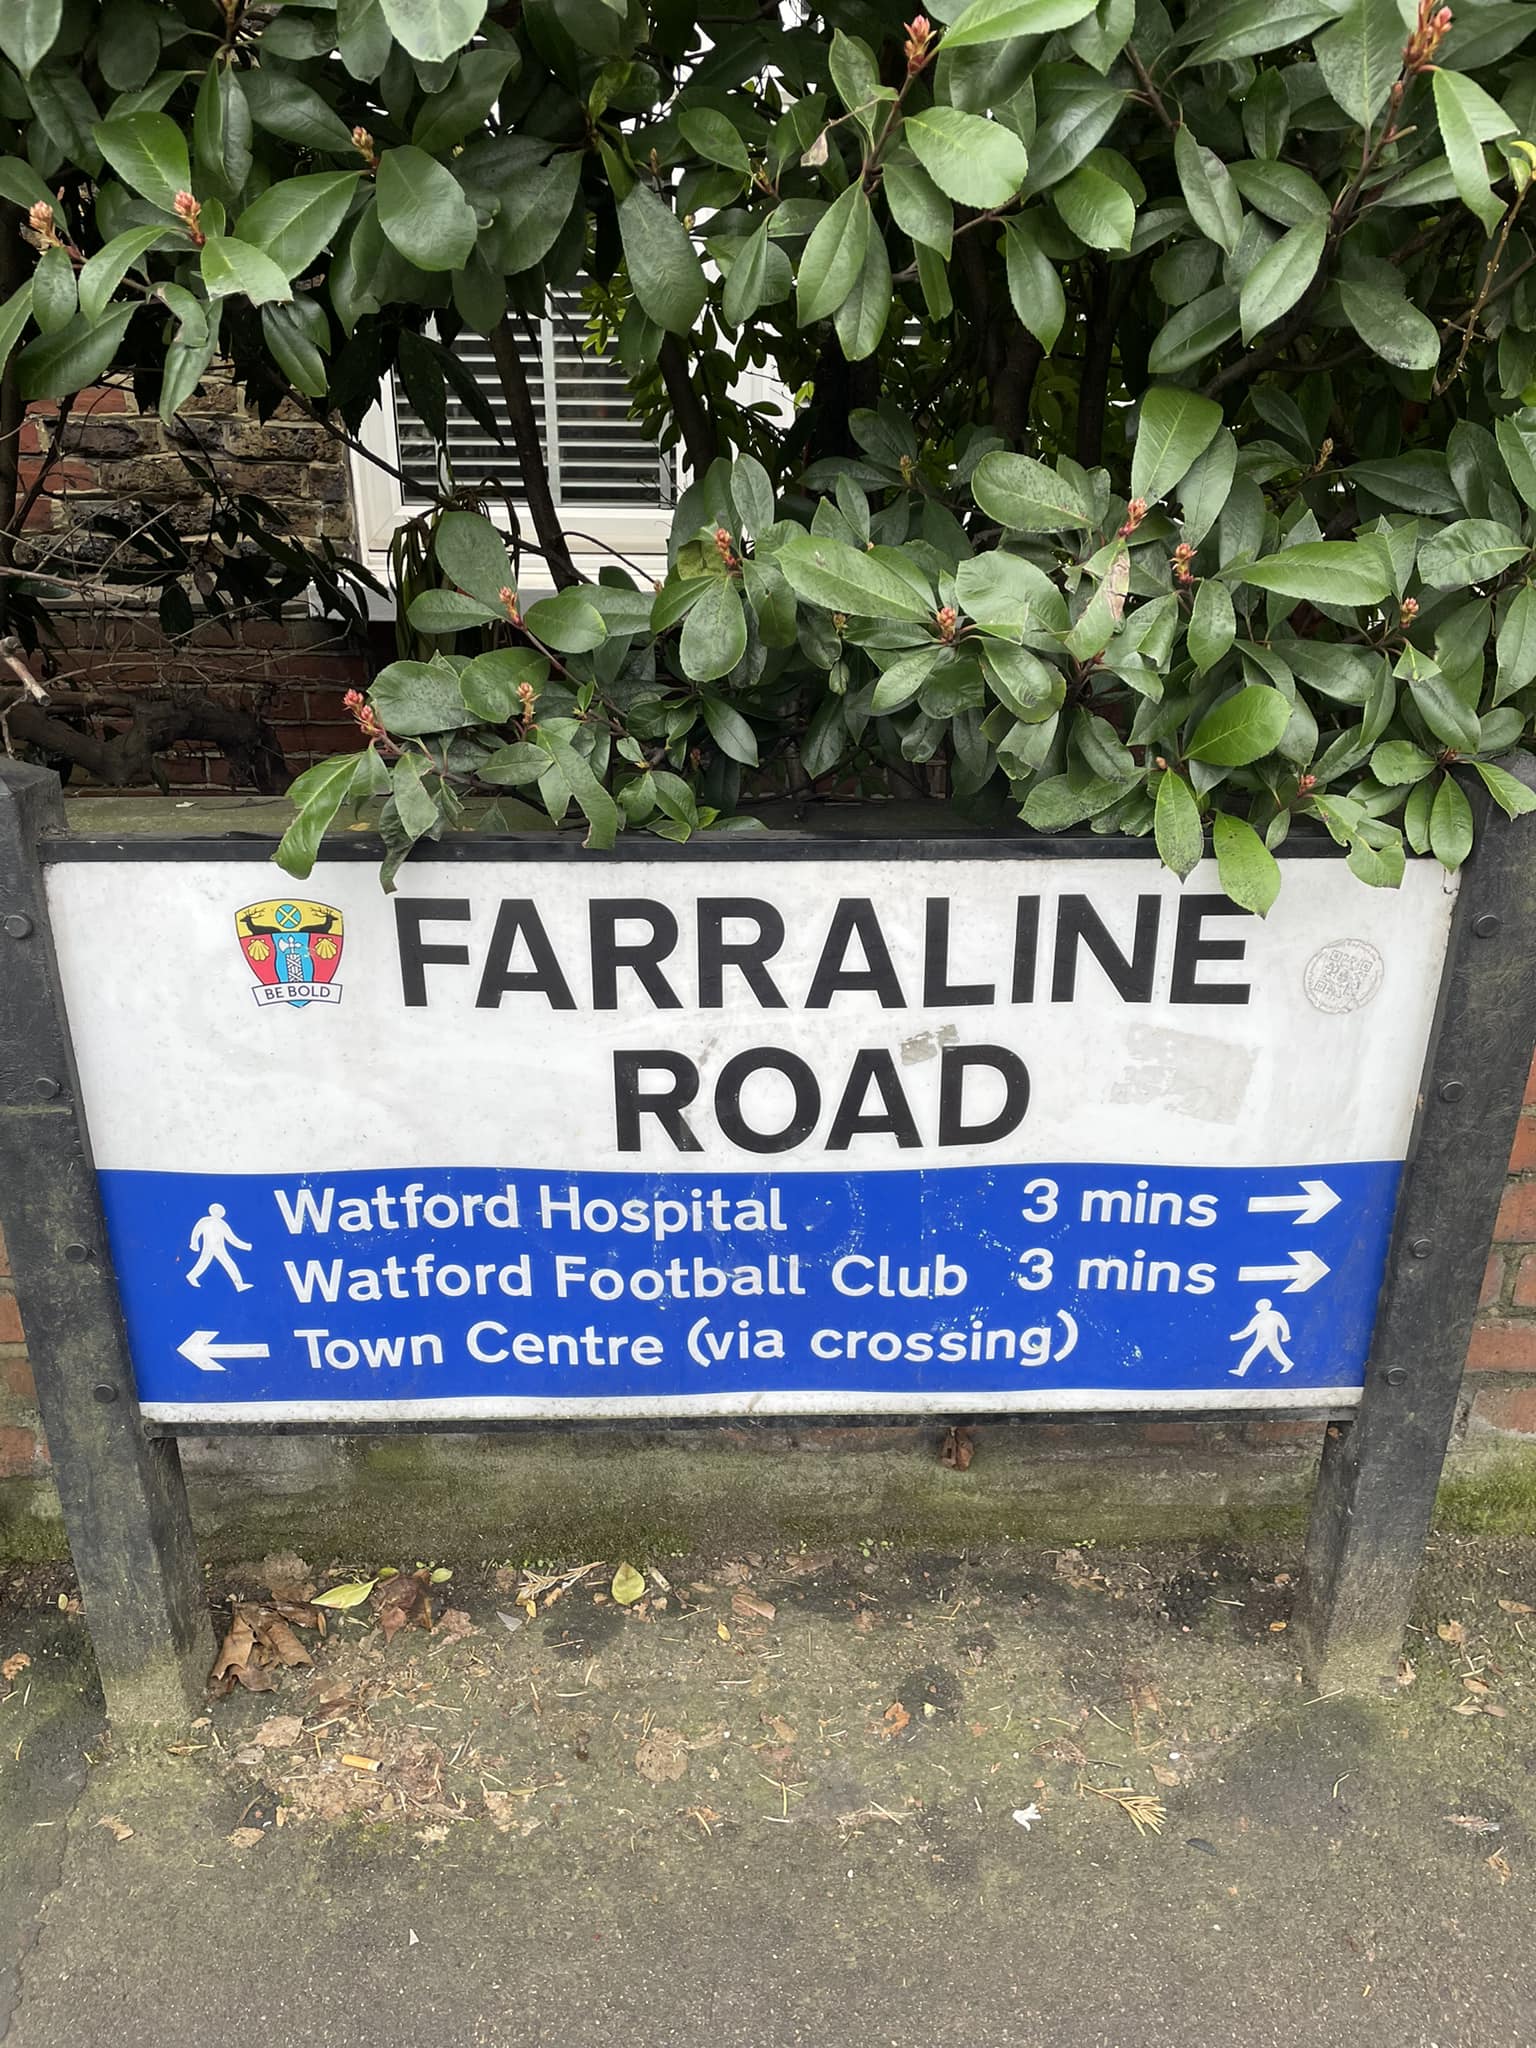 BE BOLD
FARRALINE
ROAD
Watford Hospital 3 mins →
Watford Football Club 3 mins →
← Town Centre (via crossing)